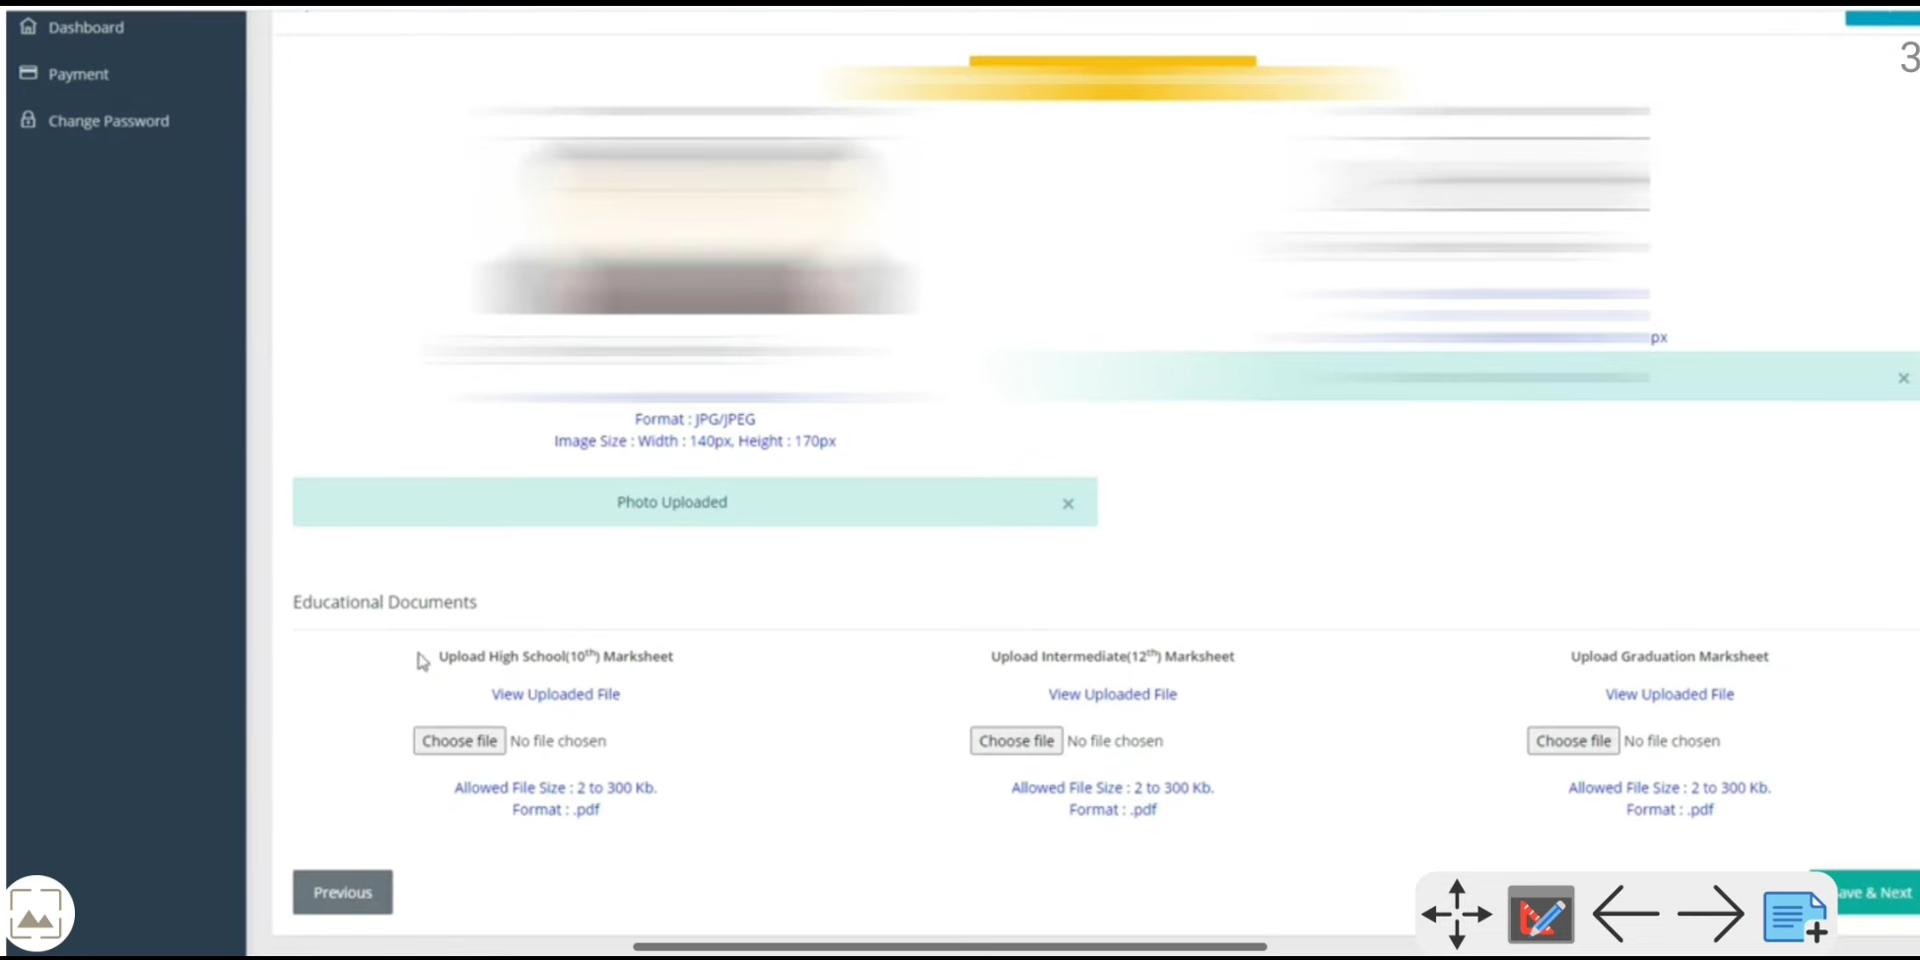 Dashboard
Payment
Change Password
3
px
×
Format : JPG/JPEG
Image Size : Width : 140px, Height : 170px
Photo Uploaded ×
Educational Documents
Upload High School(10th) Marksheet
View Uploaded File
Choose file No file chosen
Allowed File Size : 2 to 300 Kb.
Format : .pdf
Upload Intermediate(12th) Marksheet
View Uploaded File
Choose file No file chosen
Allowed File Size : 2 to 300 Kb.
Format : .pdf
Upload Graduation Marksheet
View Uploaded File
Choose file No file chosen
Allowed File Size : 2 to 300 Kb.
Format : .pdf
Previous
ave & Next